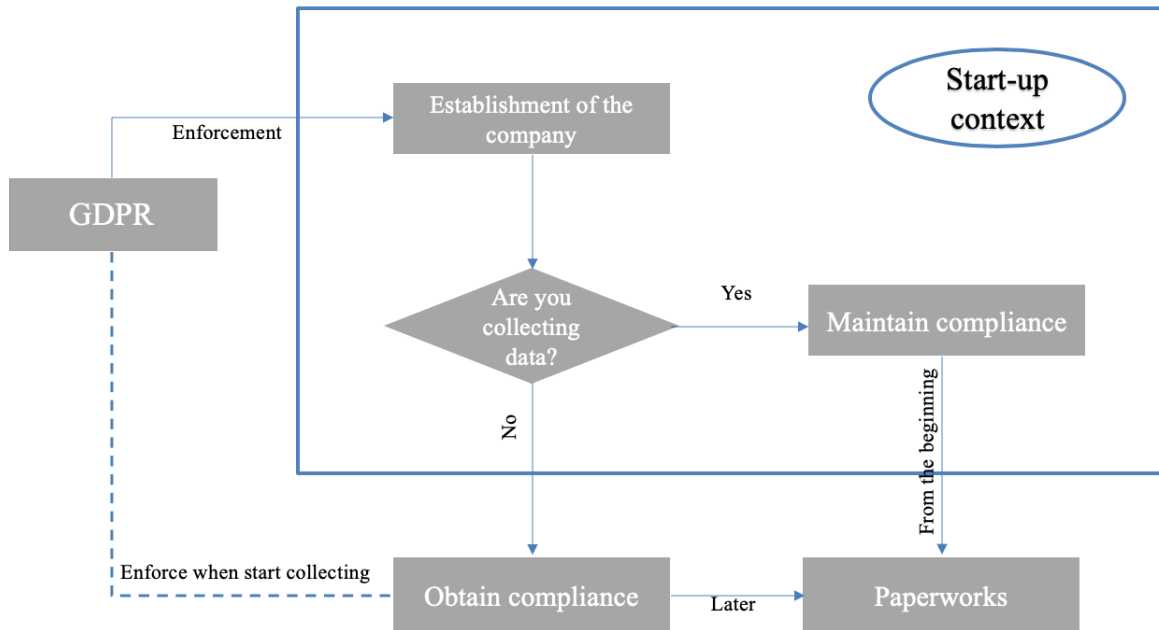 Start-up
context
Establishment of the
company
Enforcement
GDPR
Are you
collecting
data?
Yes
Maintain compliance
No
From the beginning
Enforce when start collecting
Obtain compliance
Later
Paperworks